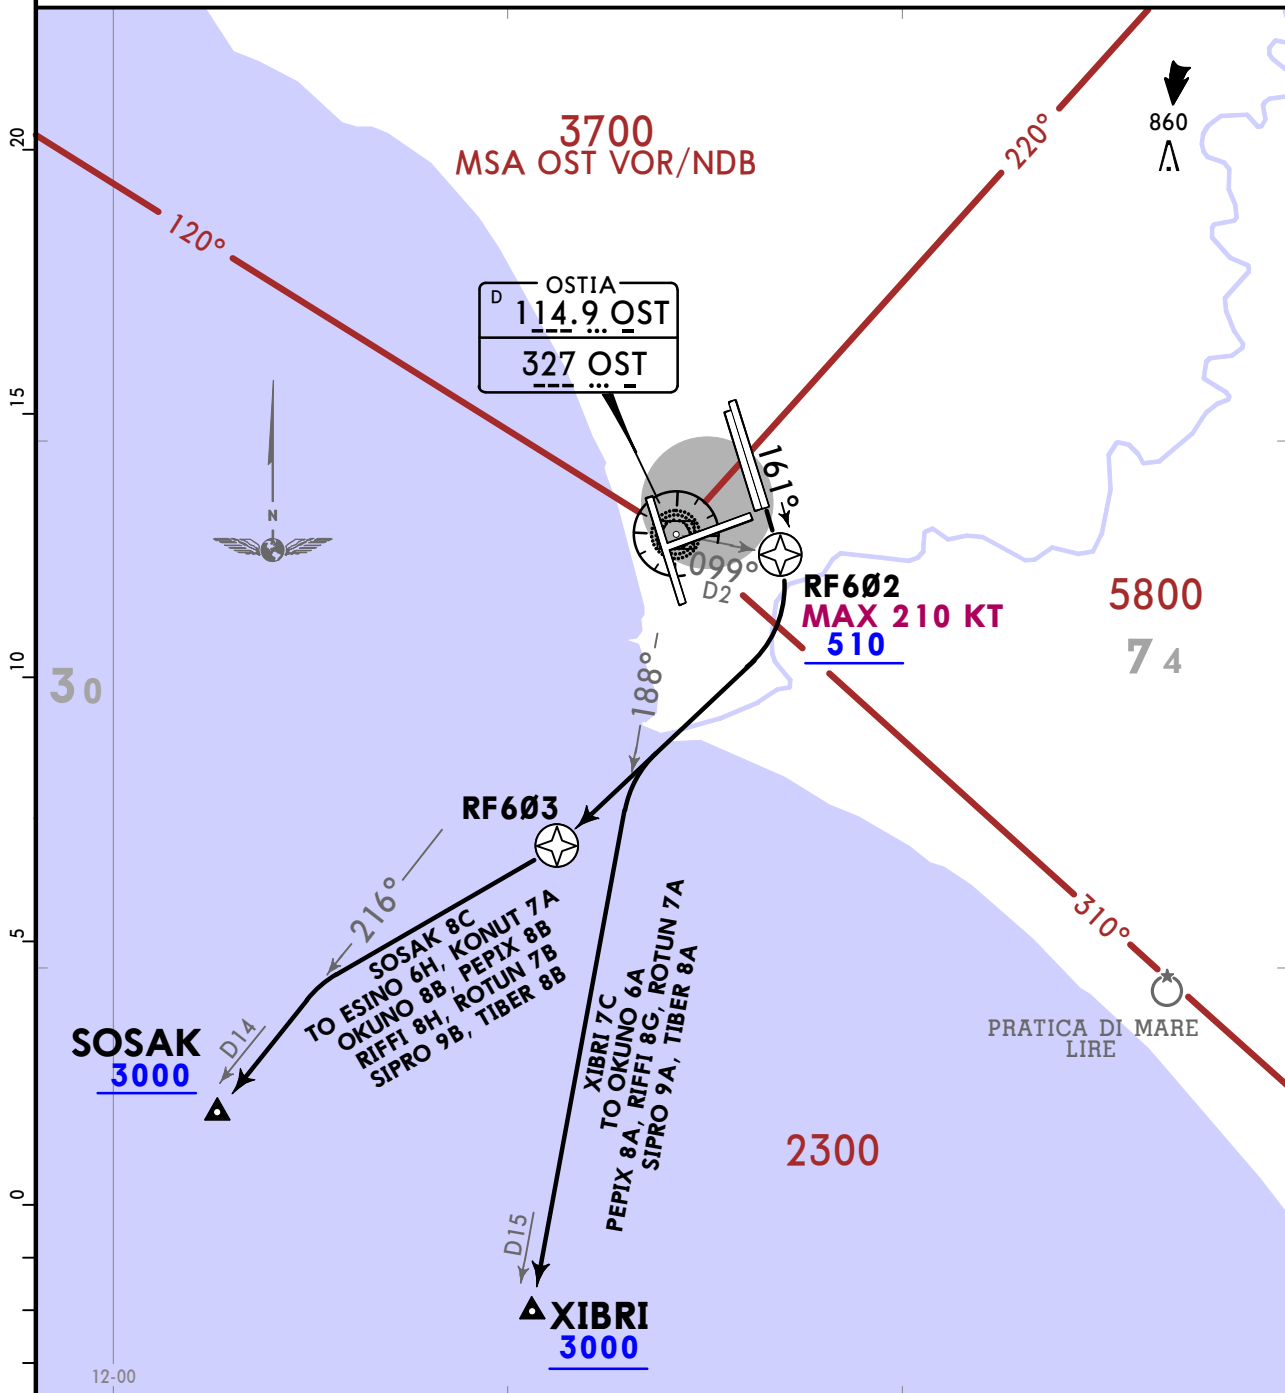 20
15
10
5
0
3700
MSA OST VOR/NDB
220°
860
120°
OSTIA
D 114.9 OST
327 OST
N
161°
099°
D2
RF6Ø2
MAX 210 KT
510
5800
74
30
188°
RF6Ø3
216°
SOSAK 8C
TO ESINO 6H, KONUT 7A
OKUNO 8B, PEPIX 8B
RIFFI 8H, ROTUN 7B
SIPRO 9B, TIBER 8B
310°
PRATICA DI MARE
LIRE
D14
SOSAK
3000
XIBRI 7C
TO OKUNO 6A
PEPIX 8A, RIFFI 8G, ROTUN 7A
SIPRO 9A, TIBER 8A
2300
D15
XIBRI
3000
12-00